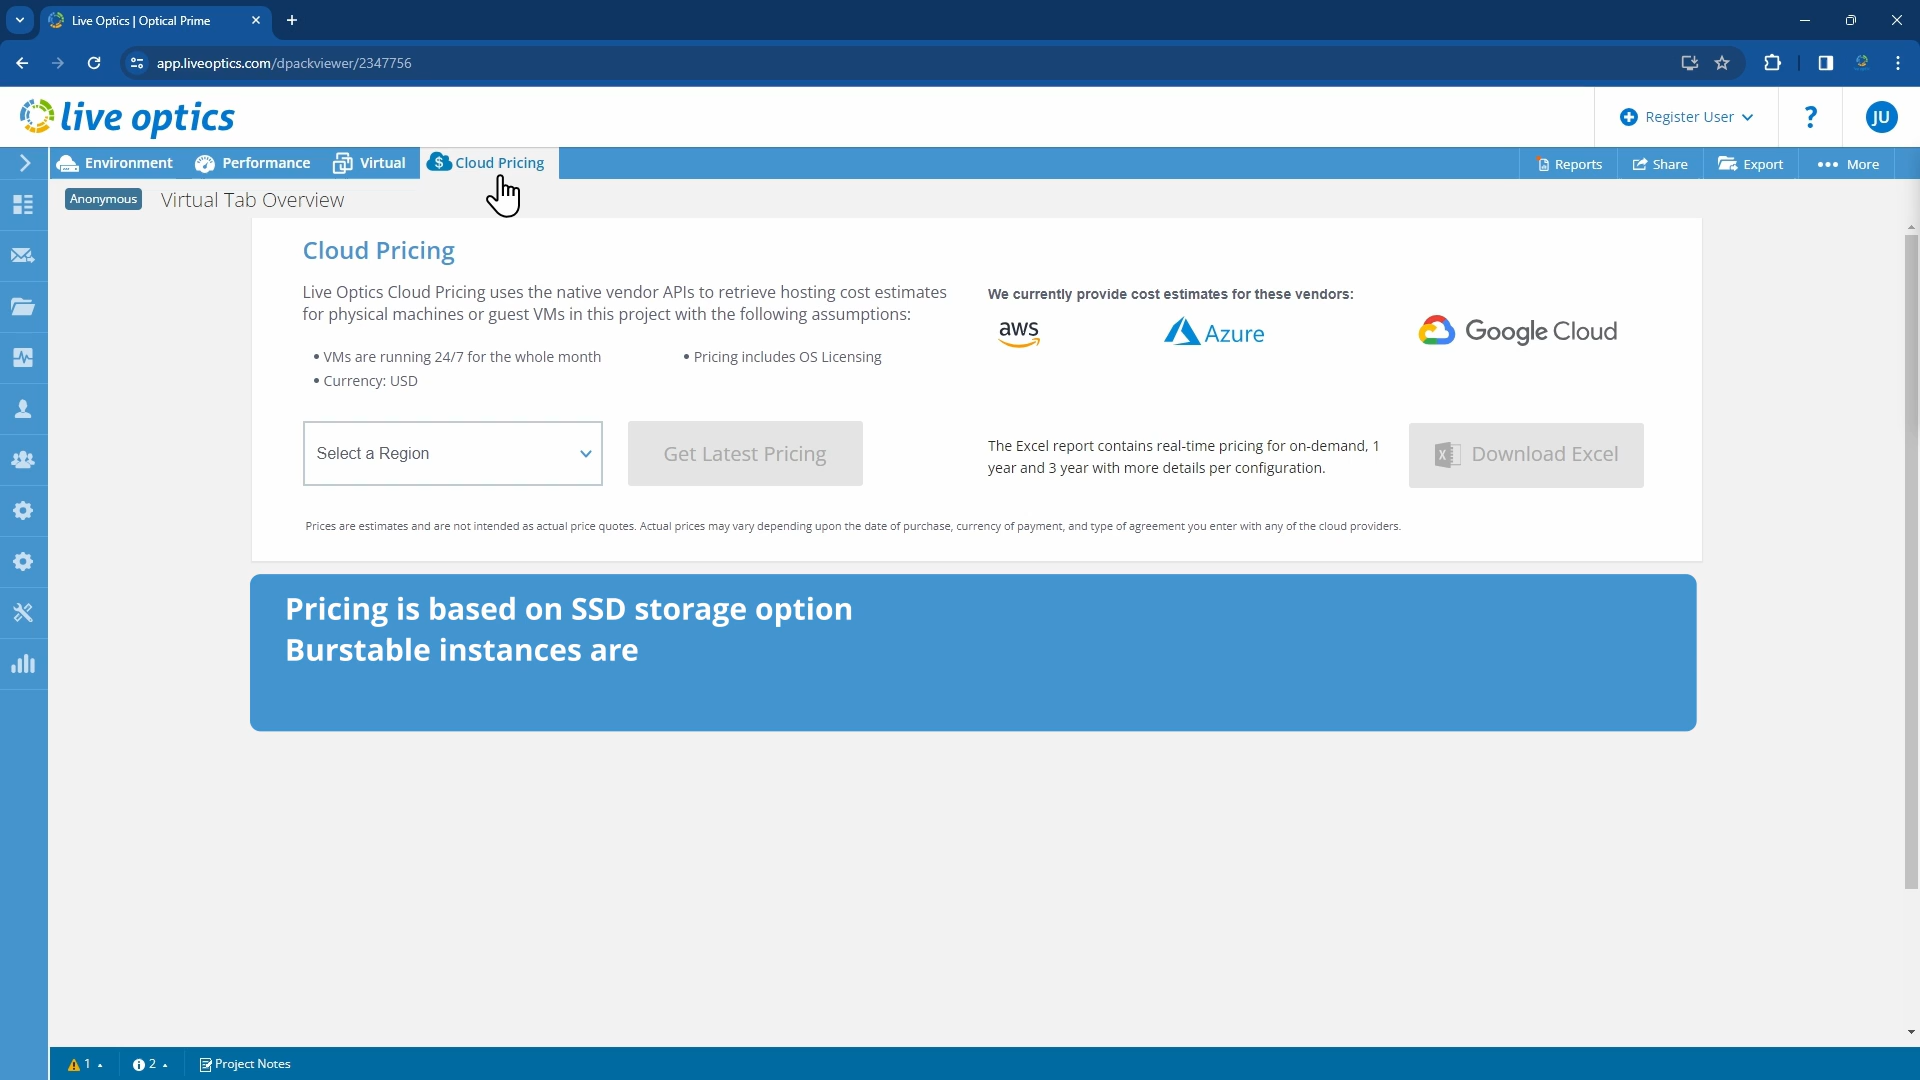 Live Optics | Optical Prime
app.liveoptics.com/dpackviewer/2347756
live optics
Register User
?
JU
Environment
Performance
Virtual
$ Cloud Pricing
Reports
Share
Export
More
Anonymous
Virtual Tab Overview
Cloud Pricing
Live Optics Cloud Pricing uses the native vendor APIs to retrieve hosting cost estimates
for physical machines or guest VMs in this project with the following assumptions:
• VMs are running 24/7 for the whole month
• Pricing includes OS Licensing
• Currency: USD
We currently provide cost estimates for these vendors:
aws
Azure
Google Cloud
Select a Region
Get Latest Pricing
The Excel report contains real-time pricing for on-demand, 1
year and 3 year with more details per configuration.
Download Excel
Prices are estimates and are not intended as actual price quotes. Actual prices may vary depending upon the date of purchase, currency of payment, and type of agreement you enter with any of the cloud providers.
Pricing is based on SSD storage option
Burstable instances are
1
2
Project Notes